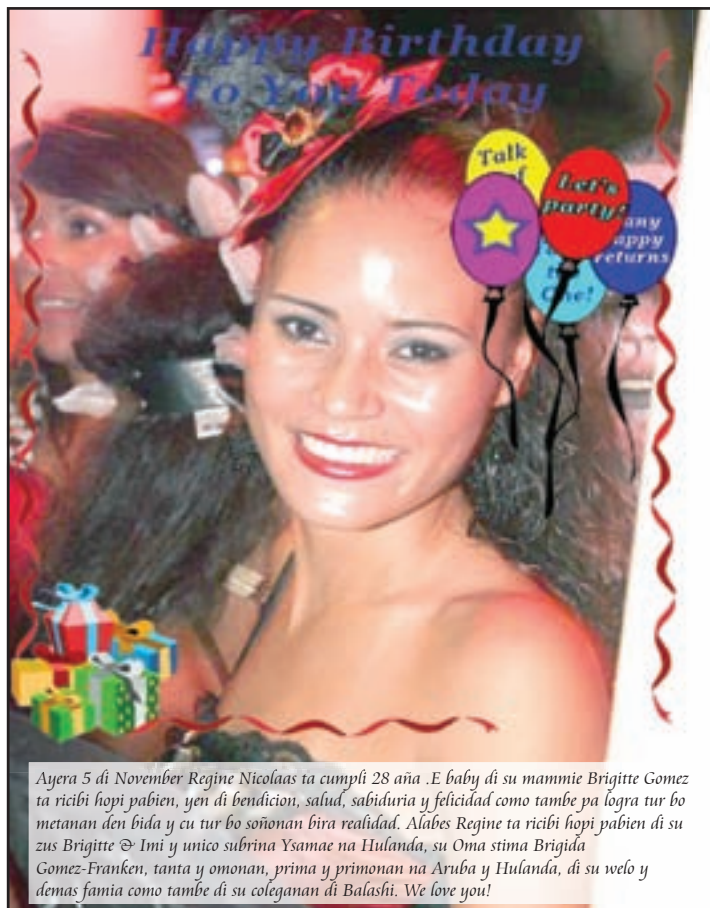 Happy Birthday
To You Today
Talk
Let's
party!
any
appy
returns
One!
Ayera 5 di November Regine Nicolaas ta cumpli 28 aña .E baby di su mammie Brigitte Gomez
ta ricibi hopi pabien, yen di bendicion, salud, sabiduria y felicidad como tambe pa logra tur bo
metanan den bida y cu tur bo soñonan bira realidad. Alabes Regine ta ricibi hopi pabien di su
zus Brigitte & Imi y unico subrina Ysamae na Hulanda, su Oma stima Brigida
Gomez-Franken, tanta y omonan, prima y primonan na Aruba y Hulanda, di su welo y
demas famia como tambe di su coleganan di Balashi. We love you!